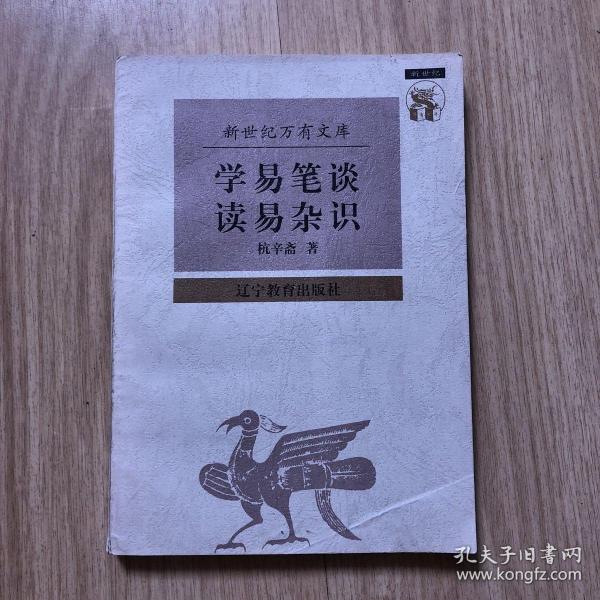 新世纪
新世纪万有文库
学易笔谈
读易杂识
杭辛斋 著
辽宁教育出版社
孔夫子旧书网
www.kongfz.com